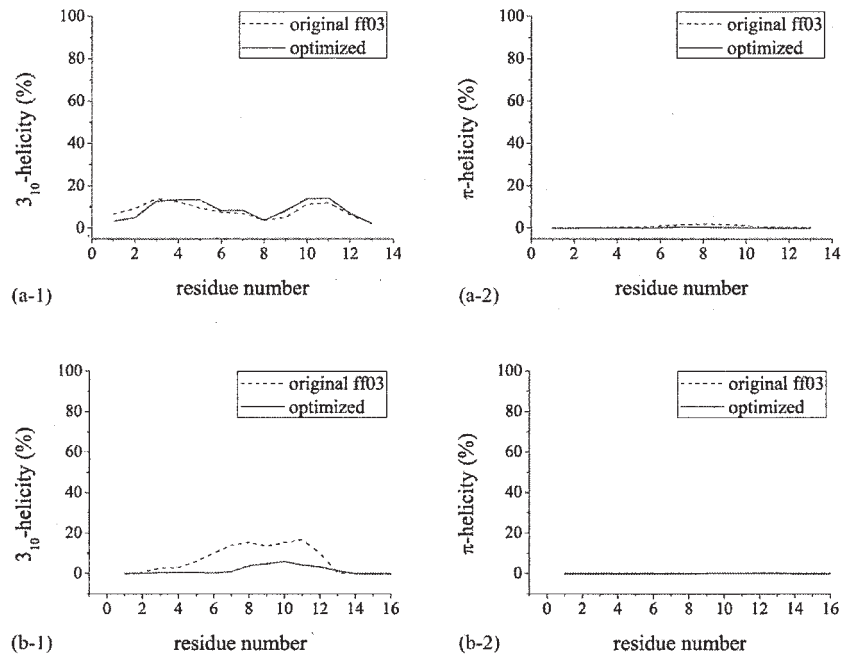 original ff03
optimized
3₁₀-helicity (%)
100
80
60
40
20
0
0 2 4 6 8 10 12 14
residue number
(a-1)
original ff03
optimized
π-helicity (%)
100
80
60
40
20
0
0 2 4 6 8 10 12 14
residue number
(a-2)
original ff03
optimized
3₁₀-helicity (%)
100
80
60
40
20
0
0 2 4 6 8 10 12 14 16
residue number
(b-1)
original ff03
optimized
π-helicity (%)
100
80
60
40
20
0
0 2 4 6 8 10 12 14 16
residue number
(b-2)